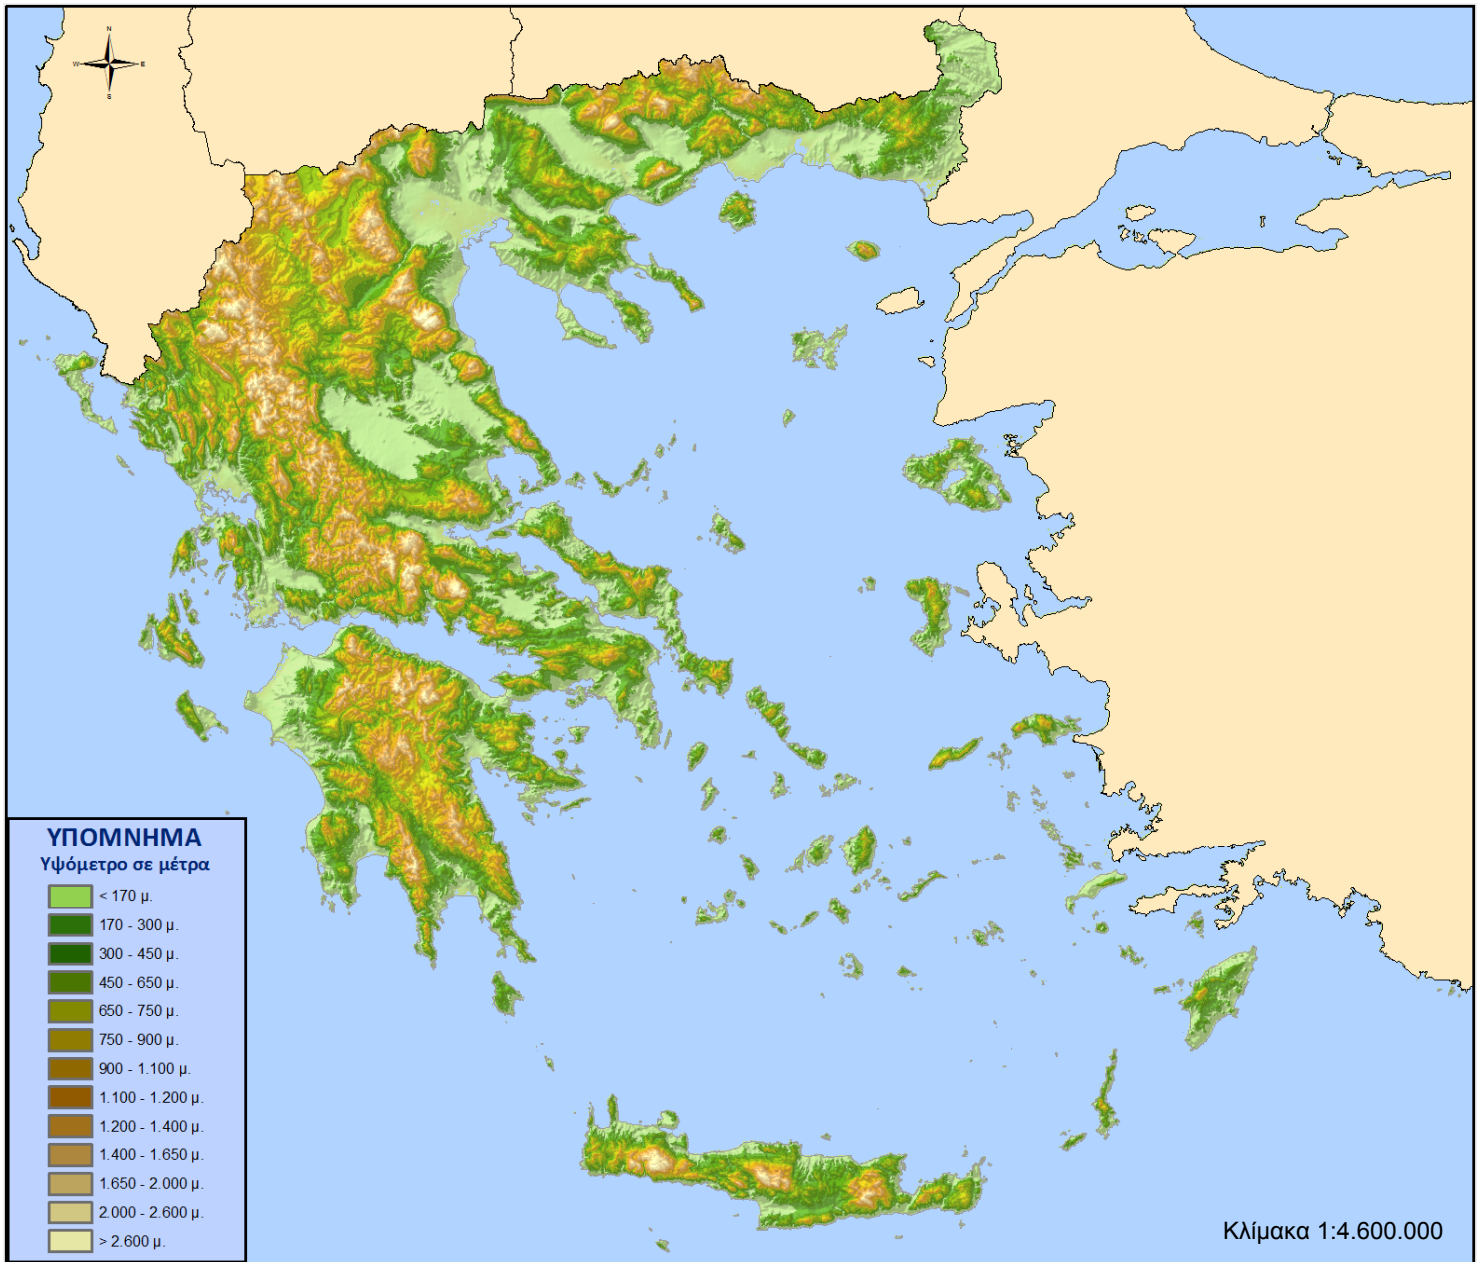 N
W E
S
ΥΠΟΜΝΗΜΑ
Υψόμετρο σε μέτρα
< 170 μ.
170 - 300 μ.
300 - 450 μ.
450 - 650 μ.
650 - 750 μ.
750 - 900 μ.
900 - 1.100 μ.
1.100 - 1.200 μ.
1.200 - 1.400 μ.
1.400 - 1.650 μ.
1.650 - 2.000 μ.
2.000 - 2.600 μ.
> 2.600 μ.
Κλίμακα 1:4.600.000